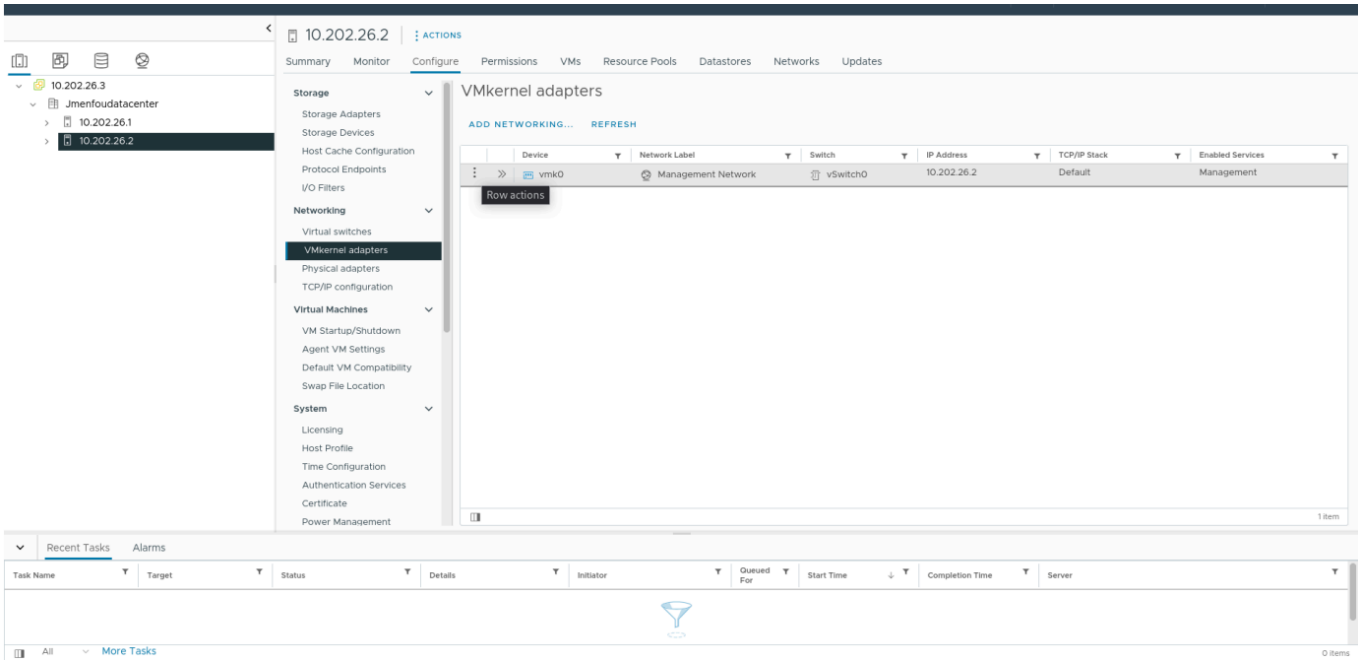 10.202.26.2 ACTIONS
Summary Monitor Configure Permissions VMs Resource Pools Datastores Networks Updates
10.202.26.3
Jmenfoudatacenter
10.202.26.1
10.202.26.2
Storage
Storage Adapters
Storage Devices
Host Cache Configuration
Protocol Endpoints
I/O Filters
Networking
Virtual switches
VMkernel adapters
Physical adapters
TCP/IP configuration
Virtual Machines
VM Startup/Shutdown
Agent VM Settings
Default VM Compatibility
Swap File Location
System
Licensing
Host Profile
Time Configuration
Authentication Services
Certificate
Power Management
VMkernel adapters
ADD NETWORKING... REFRESH
Device Network Label Switch IP Address TCP/IP Stack Enabled Services
vmk0 Management Network vSwitch0 10.202.26.2 Default Management
Row actions
1 item
Recent Tasks Alarms
Task Name Target Status Details Initiator Queued For Start Time Completion Time Server
All More Tasks 0 items